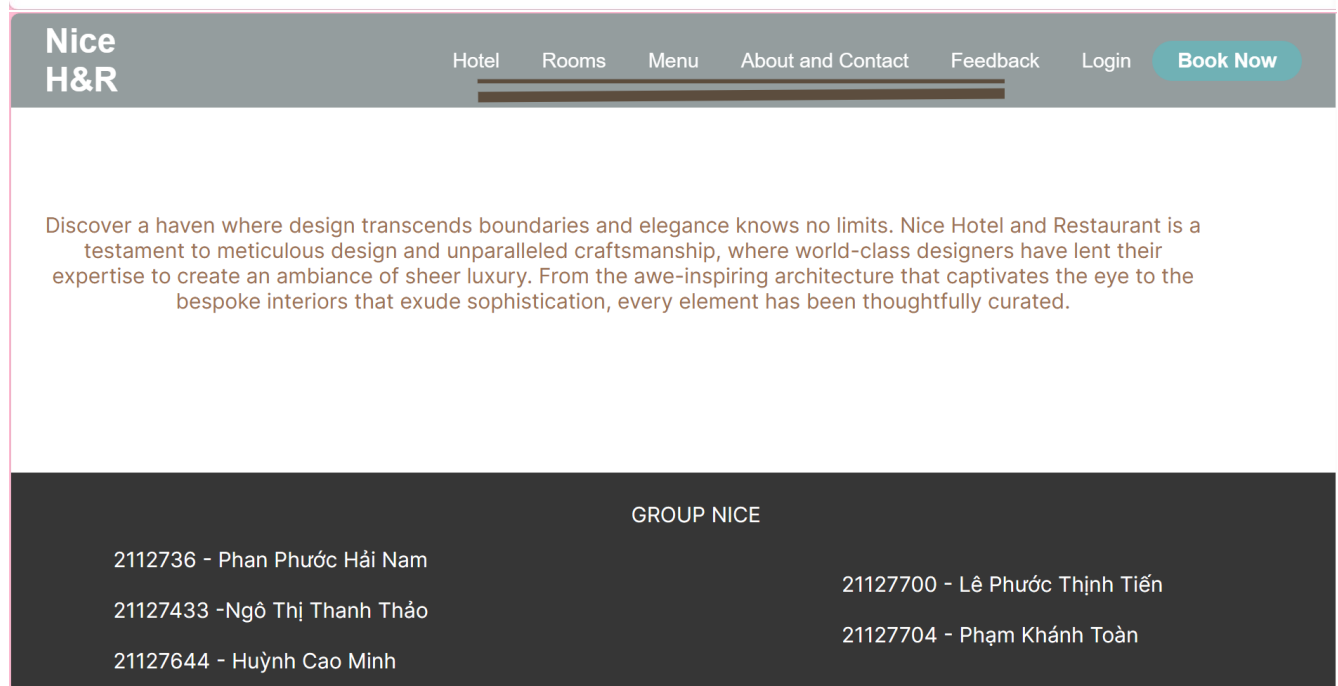 Nice
H&R
Hotel Rooms Menu About and Contact Feedback Login Book Now
Discover a haven where design transcends boundaries and elegance knows no limits. Nice Hotel and Restaurant is a
testament to meticulous design and unparalleled craftsmanship, where world-class designers have lent their
expertise to create an ambiance of sheer luxury. From the awe-inspiring architecture that captivates the eye to the
bespoke interiors that exude sophistication, every element has been thoughtfully curated.
GROUP NICE
2112736 - Phan Phước Hải Nam
21127433 -Ngô Thị Thanh Thảo
21127644 - Huỳnh Cao Minh
21127700 - Lê Phước Thịnh Tiến
21127704 - Phạm Khánh Toàn